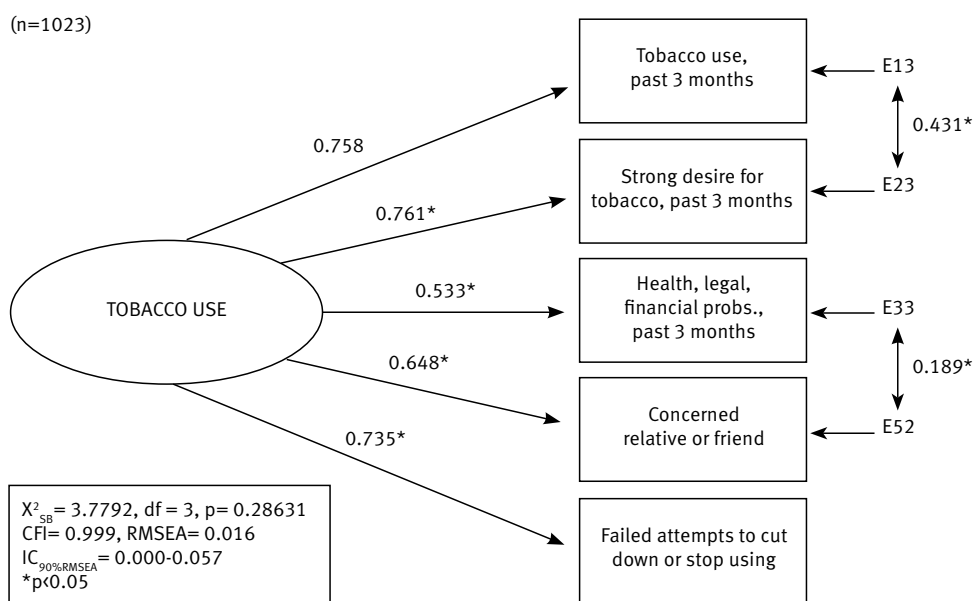 (n=1023)
Tobacco use,
past 3 months
E13
0.431*
0.758
Strong desire for
tobacco, past 3 months
E23
0.761*
TOBACCO USE
0.533*
Health, legal,
financial probs.,
past 3 months
E33
0.189*
0.648*
Concerned
relative or friend
E52
0.735*
Failed attempts to cut
down or stop using
X²SB= 3.7792, df = 3, p= 0.28631
CFI= 0.999, RMSEA= 0.016
IC90%RMSEA= 0.000-0.057
*p<0.05